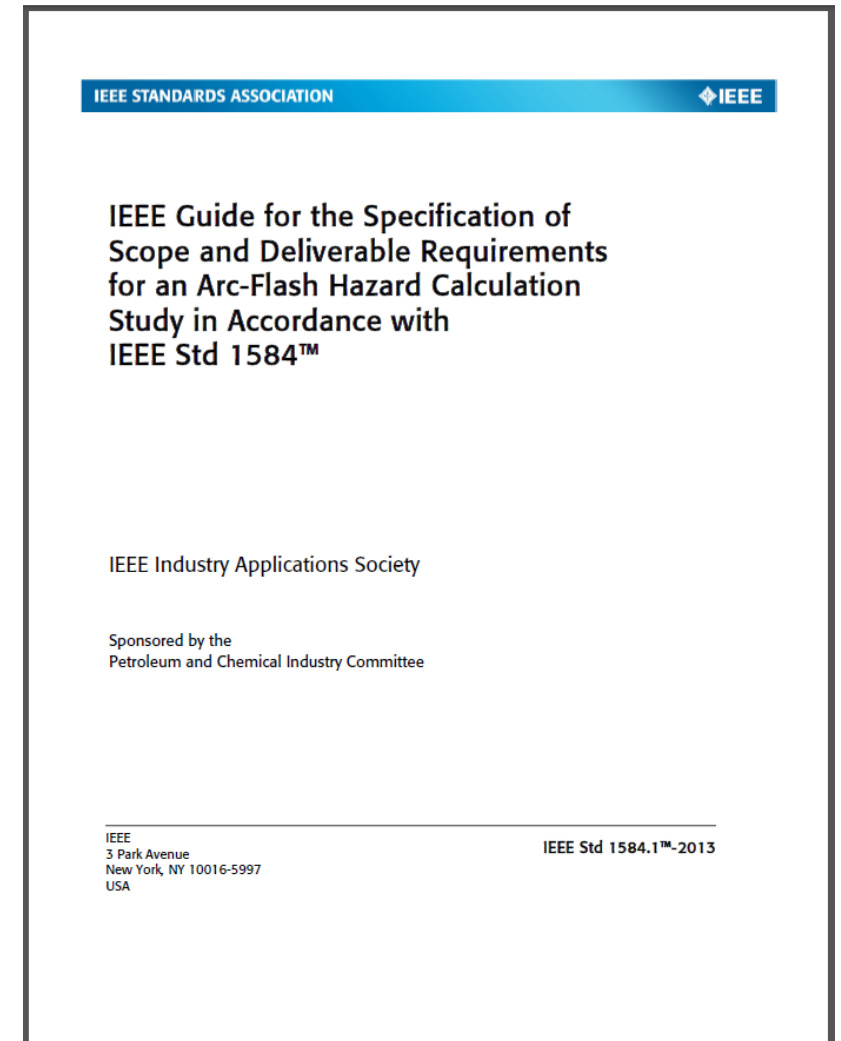 IEEE STANDARDS ASSOCIATION
IEEE
IEEE Guide for the Specification of
Scope and Deliverable Requirements
for an Arc-Flash Hazard Calculation
Study in Accordance with
IEEE Std 1584™
IEEE Industry Applications Society
Sponsored by the
Petroleum and Chemical Industry Committee
IEEE
3 Park Avenue
New York, NY 10016-5997
USA
IEEE Std 1584.1™-2013